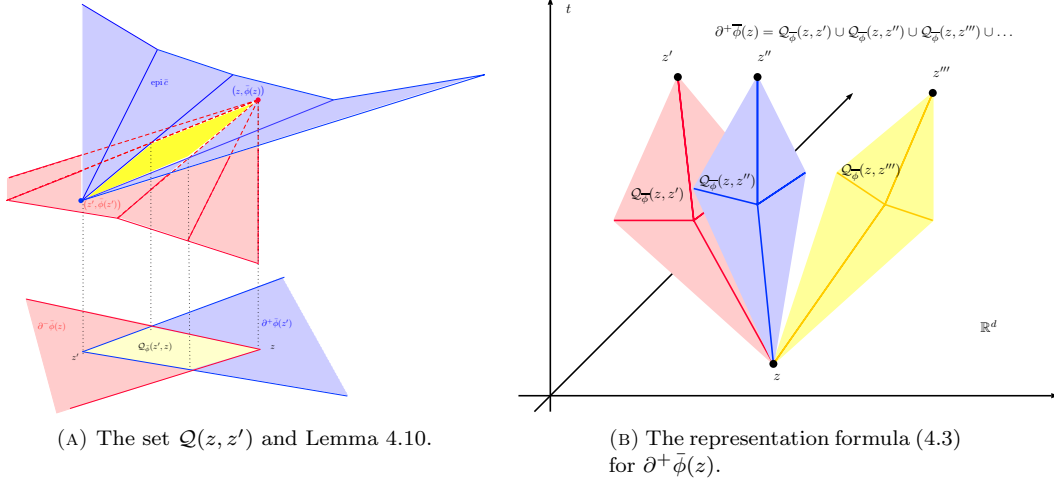 epi c̄
(z, φ̄(z))
(z′, φ̄(z′))
∂⁻φ̄(z)
∂⁺φ̄(z′)
z′
𝒬_φ̄(z′, z)
z
(A) The set 𝒬(z, z′) and Lemma 4.10.
t
∂⁺φ̄(z) = 𝒬_φ̄(z, z′) ∪ 𝒬_φ̄(z, z″) ∪ 𝒬_φ̄(z, z‴) ∪ …
z′
z″
z‴
𝒬_φ̄(z, z′)
𝒬_φ̄(z, z″)
𝒬_φ̄(z, z‴)
ℝᵈ
z
(B) The representation formula (4.3)
for ∂⁺φ̄(z).